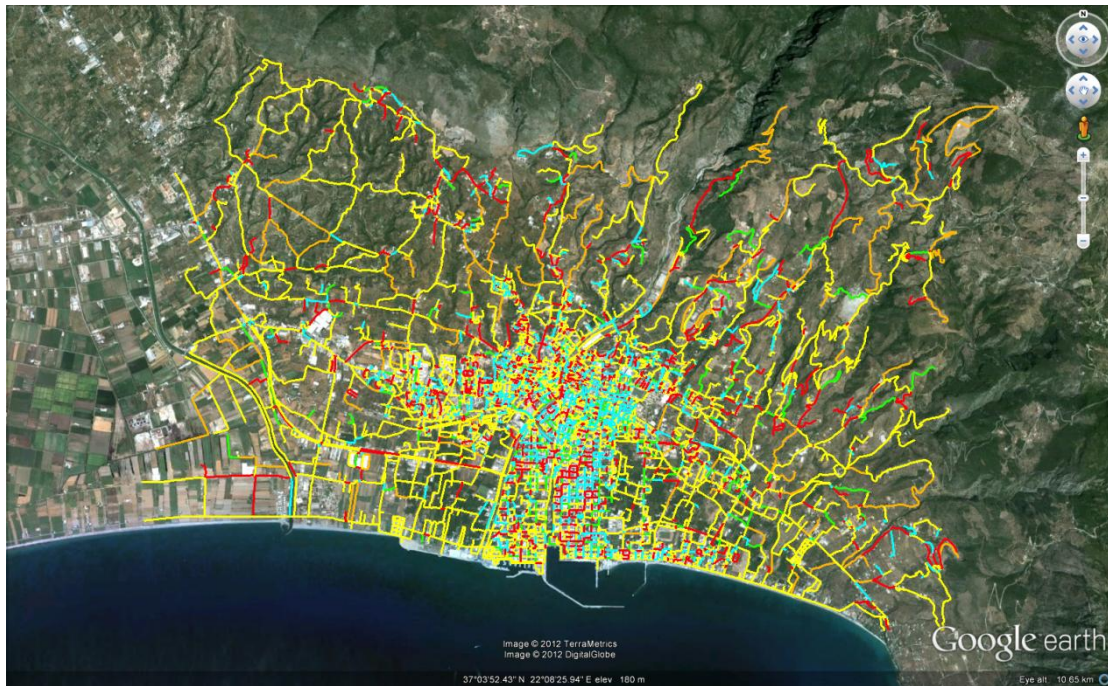 N
Image © 2012 TerraMetrics
Image © 2012 DigitalGlobe
Google earth
37°03'52.43" N 22°08'25.94" E elev 180 m
Eye alt 10.65 km